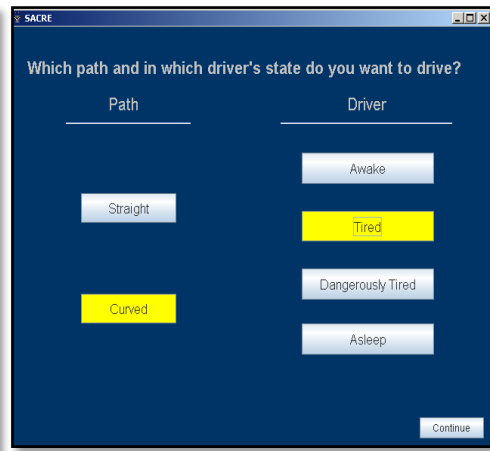 SACRE
Which path and in which driver's state do you want to drive?
Path
Driver
Awake
Straight
Tired
Dangerously Tired
Curved
Asleep
Continue